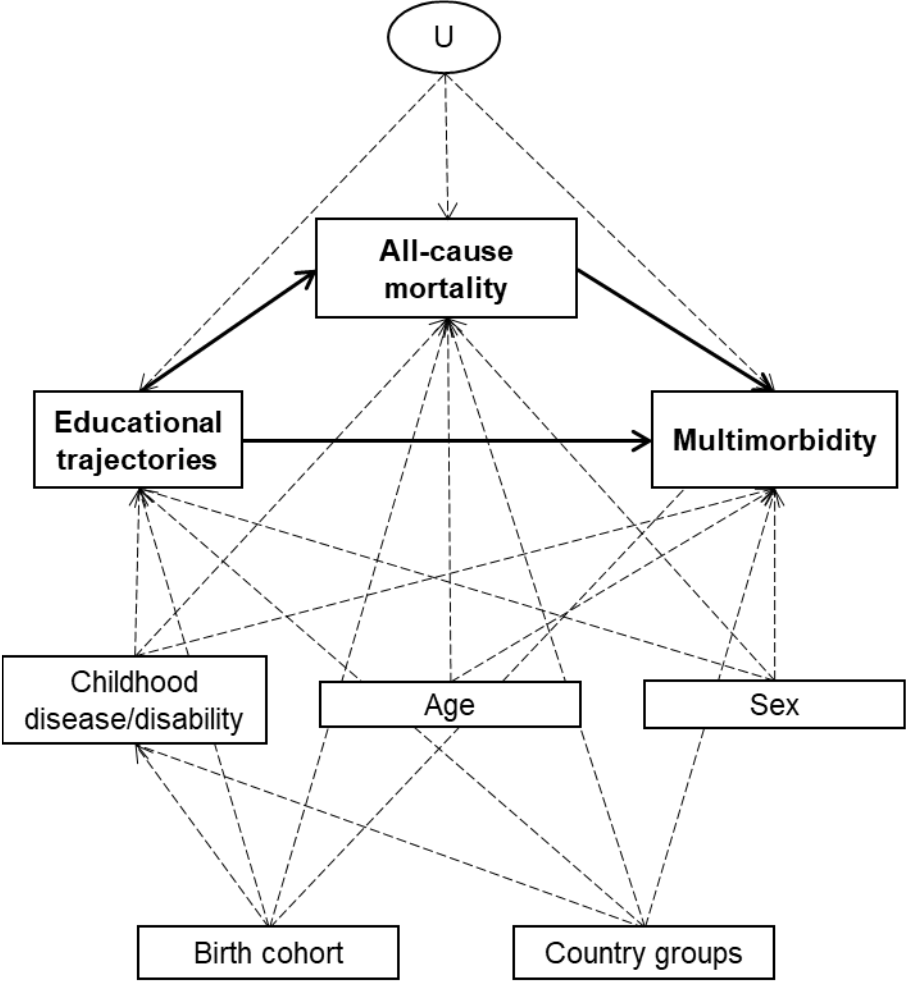 U
All-cause
mortality
Educational
trajectories
Multimorbidity
Childhood
disease/disability
Age
Sex
Birth cohort
Country groups